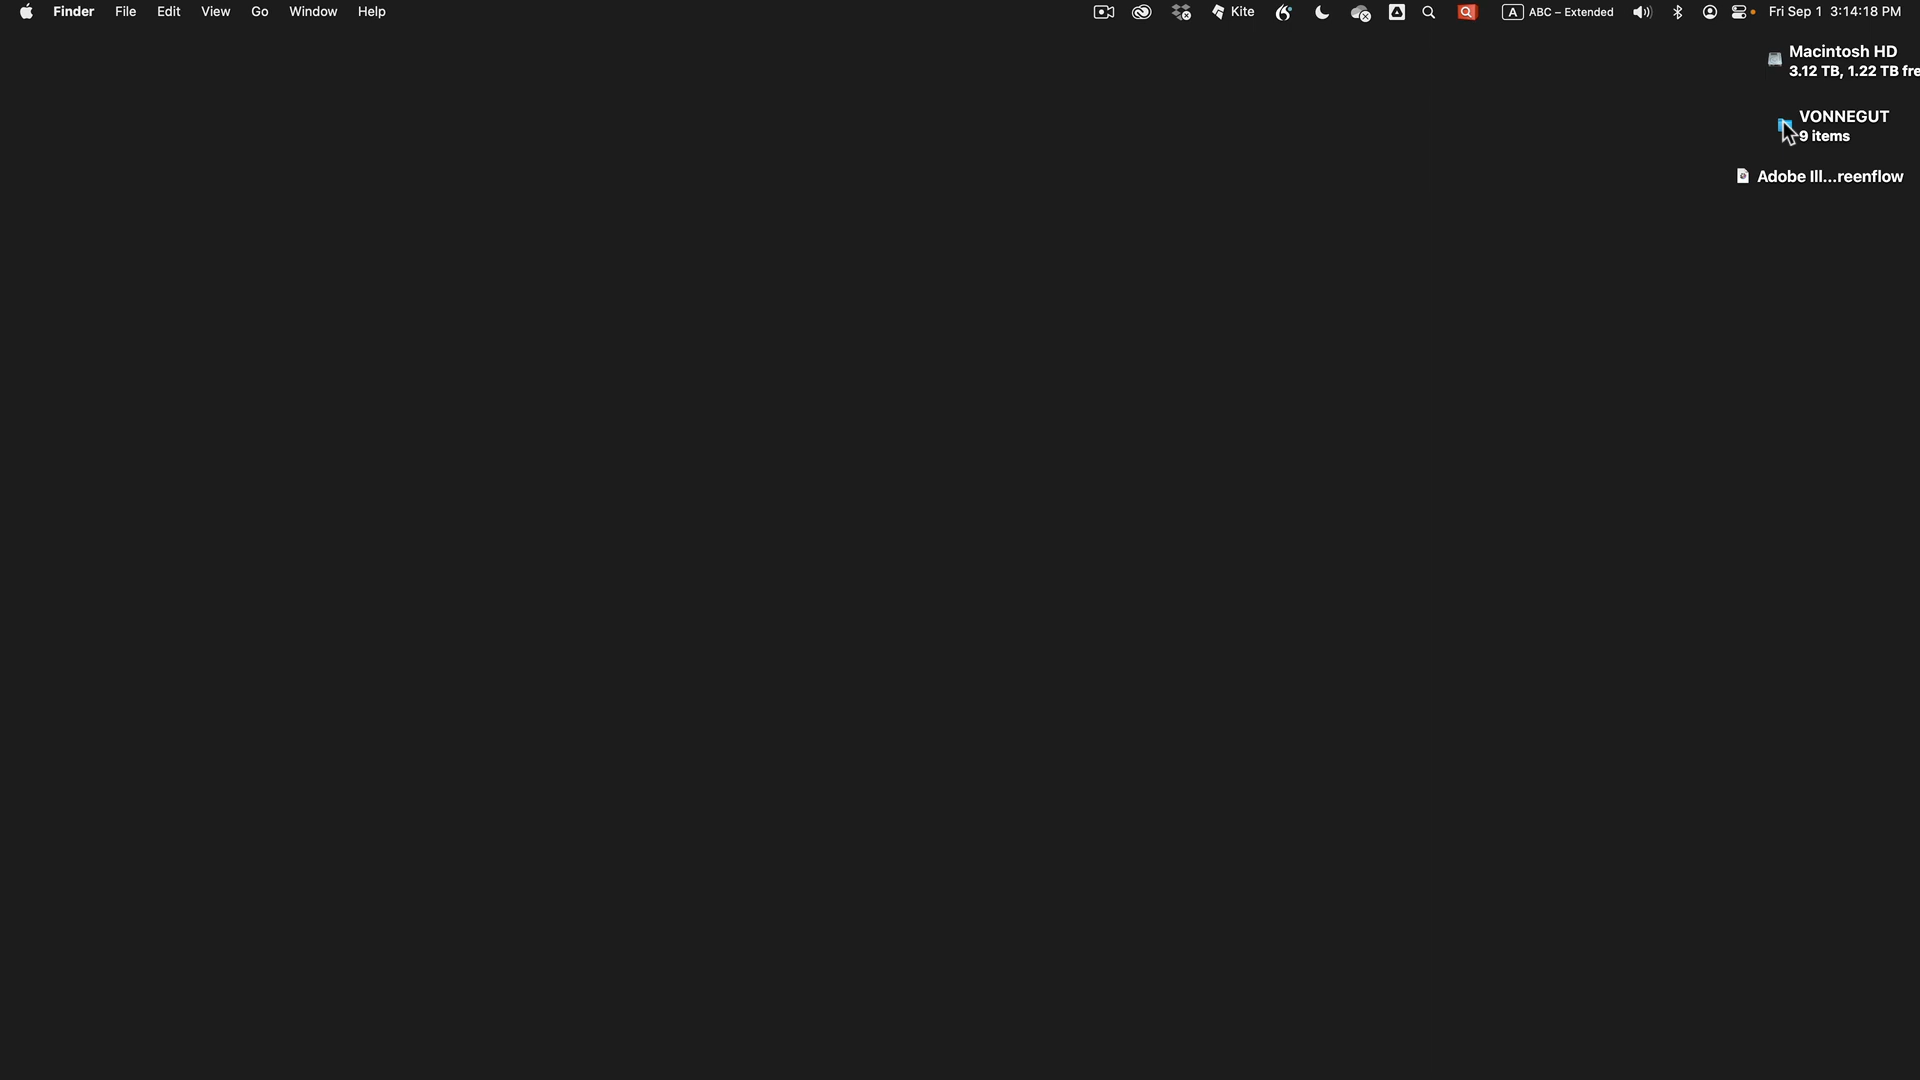 Finder File Edit View Go Window Help Kite A ABC – Extended Fri Sep 1 3:14:18 PM
Macintosh HD
3.12 TB, 1.22 TB fre
VONNEGUT
9 items
Adobe Ill...reenflow